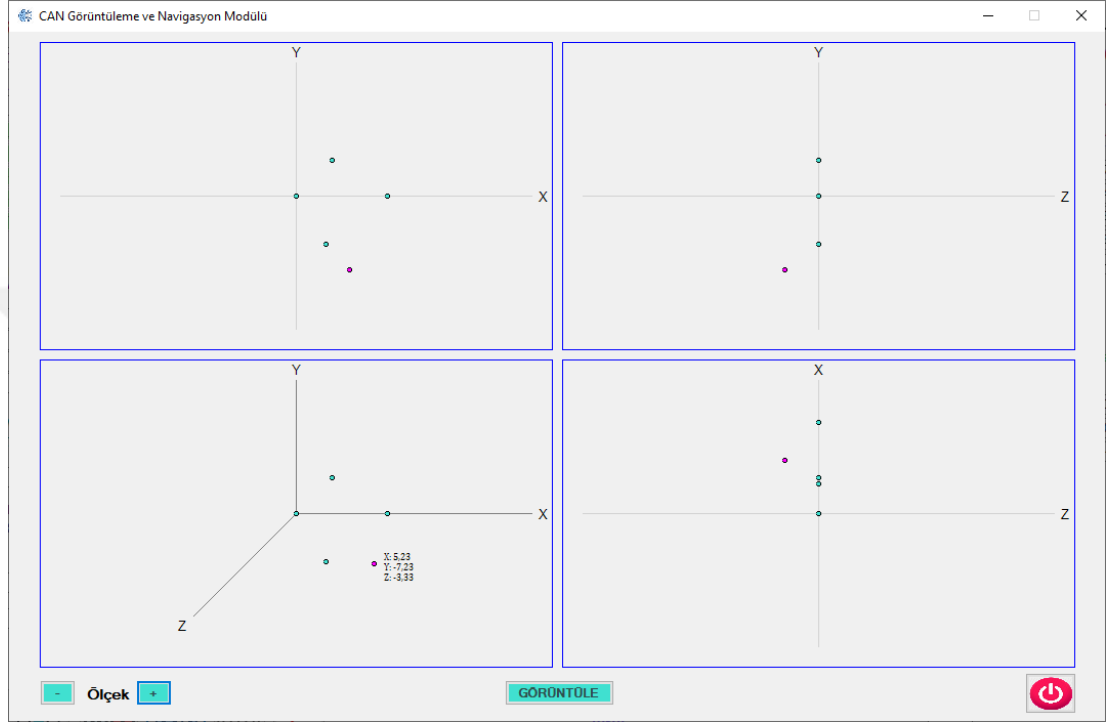 CAN Görüntüleme ve Navigasyon Modülü
Y
X
Y
Z
Y
X
Z
X: 5,23
Y: -7,23
Z: -3,33
X
Z
- Ölçek +
GÖRÜNTÜLE